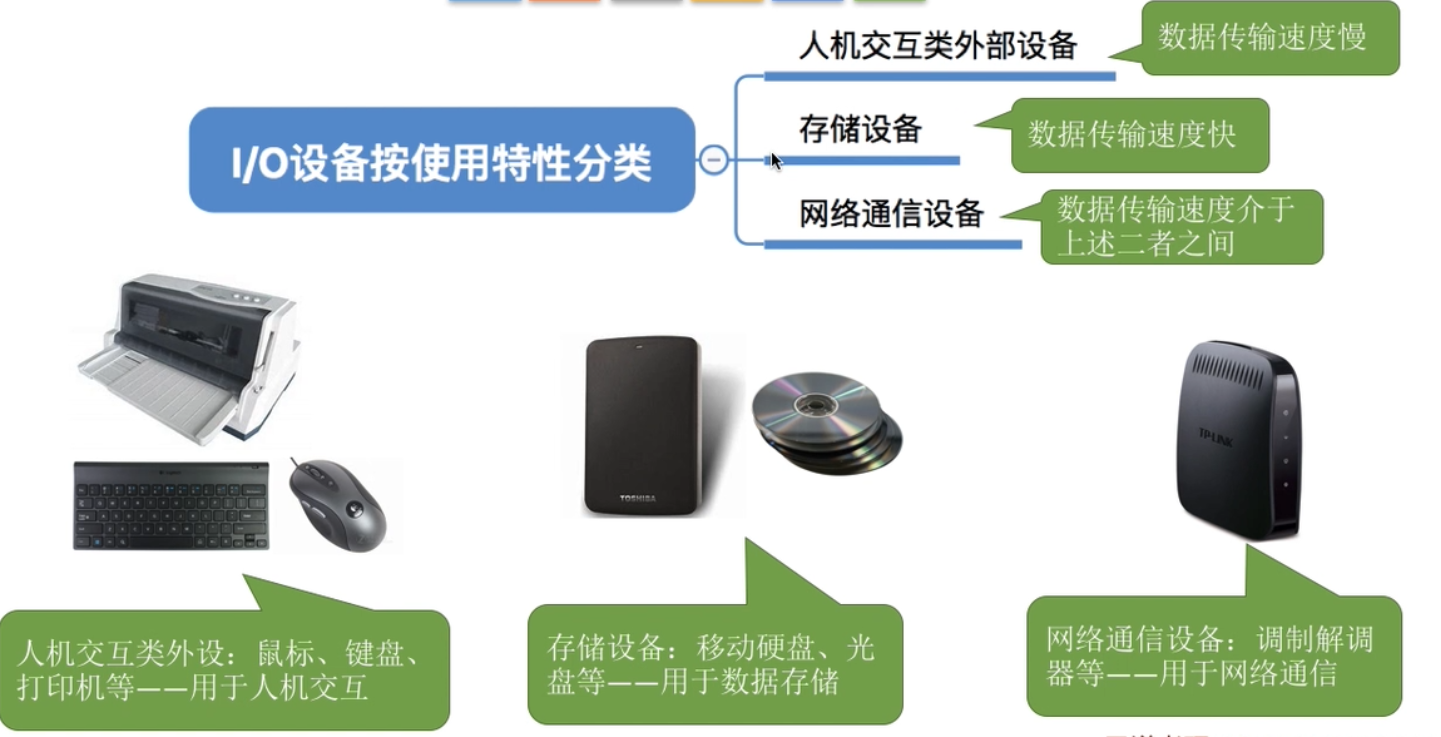 人机交互类外部设备
数据传输速度慢
I/O设备按使用特性分类
存储设备
数据传输速度快
网络通信设备
数据传输速度介于
上述二者之间
TOSHIBA
TP-LINK
人机交互类外设：鼠标、键盘、
打印机等——用于人机交互
存储设备：移动硬盘、光
盘等——用于数据存储
网络通信设备：调制解调
器等——用于网络通信